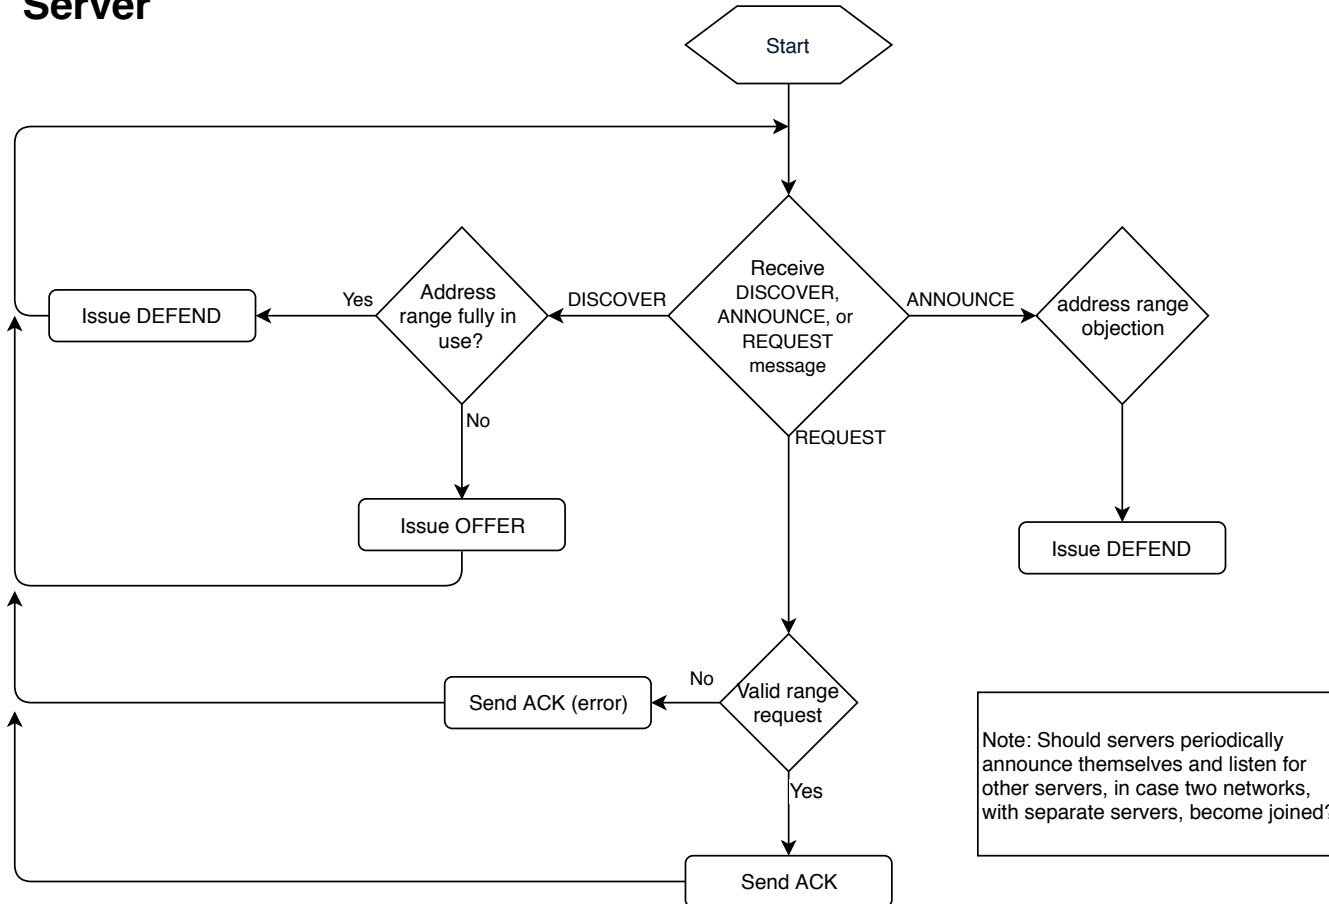 Server
Start
Receive
DISCOVER,
ANNOUNCE, or
REQUEST
message
DISCOVER
ANNOUNCE
REQUEST
Address
range fully in
use?
Yes
Issue DEFEND
No
Issue OFFER
address range
objection
Issue DEFEND
Valid range
request
No
Send ACK (error)
Yes
Send ACK
Note: Should servers periodically
announce themselves and listen for
other servers, in case two networks,
with separate servers, become joined?